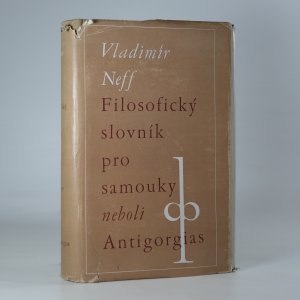 Vladimír
Neff
Filosofický
slovník
pro
samouky
neboli
Antigorgias